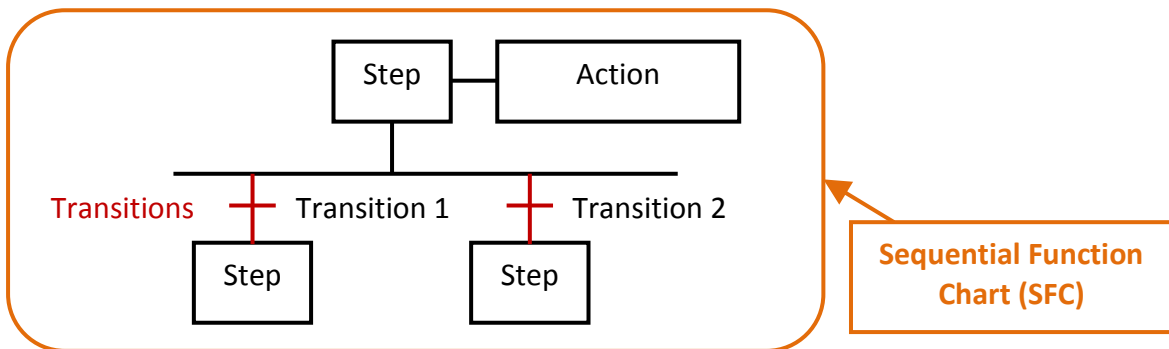 Step
Action
Transitions
Transition 1
Transition 2
Step
Step
Sequential Function
Chart (SFC)